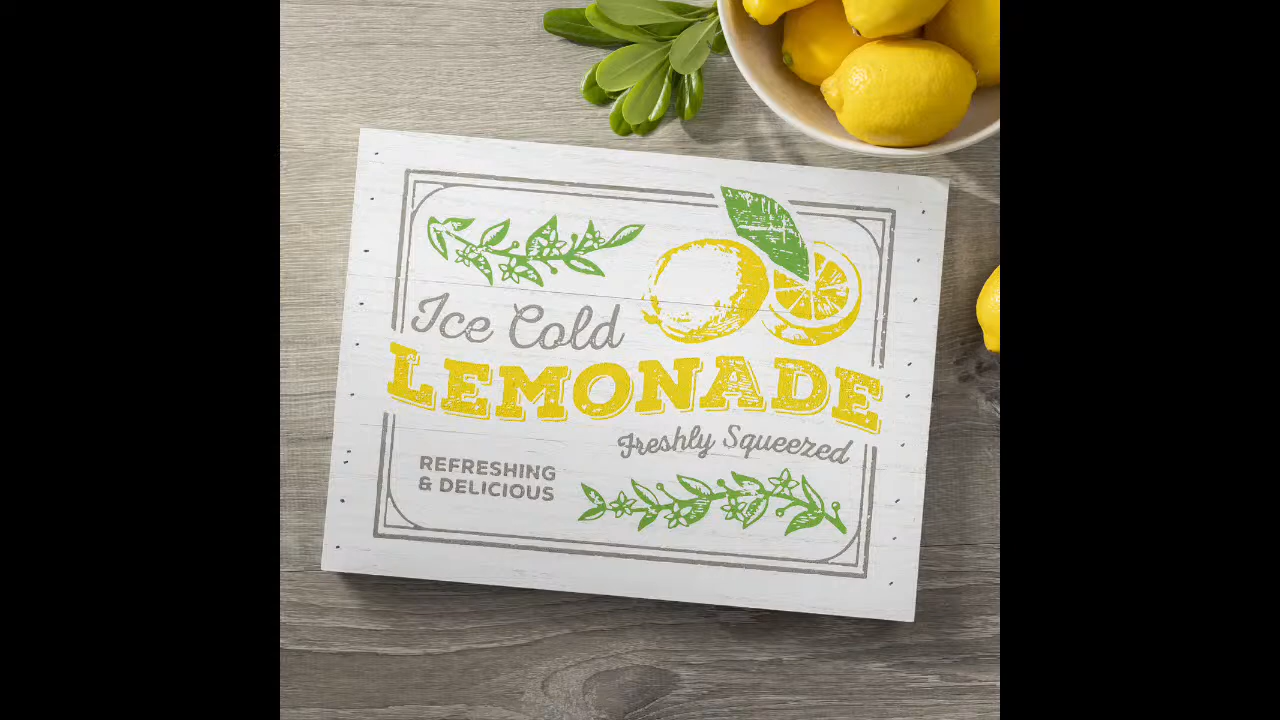 Ice Cold
LEMONADE
Freshly Squeezed
REFRESHING
& DELICIOUS